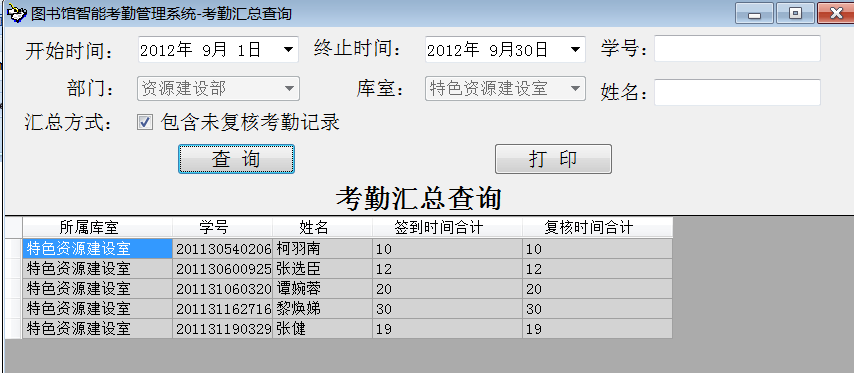 图书馆智能考勤管理系统-考勤汇总查询
开始时间： 2012年 9月 1日 终止时间： 2012年 9月30日 学号：
部门： 资源建设部 库室： 特色资源建设室 姓名：
汇总方式： 包含未复核考勤记录
查 询 打 印
考勤汇总查询
所属库室 学号 姓名 签到时间合计 复核时间合计
特色资源建设室 201130540206 柯羽南 10 10
特色资源建设室 201130600925 张选臣 12 12
特色资源建设室 201131060320 谭婉蓉 20 20
特色资源建设室 201131162716 黎焕娣 30 30
特色资源建设室 201131190329 张健 19 19